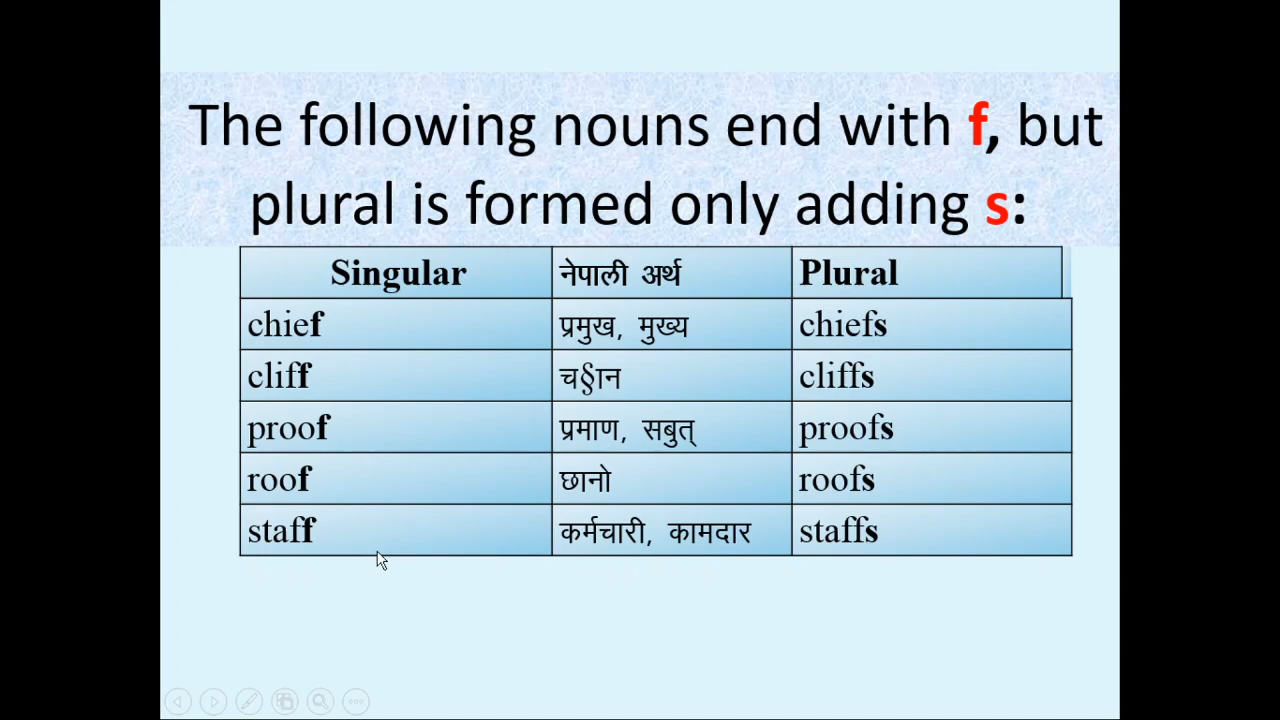 The following nouns end with f, but
plural is formed only adding s:
Singular नेपाली अर्थ Plural
chief प्रमुख, मुख्य chiefs
cliff च§ान cliffs
proof प्रमाण, सबुत् proofs
roof छानो roofs
staff कर्मचारी, कामदार staffs